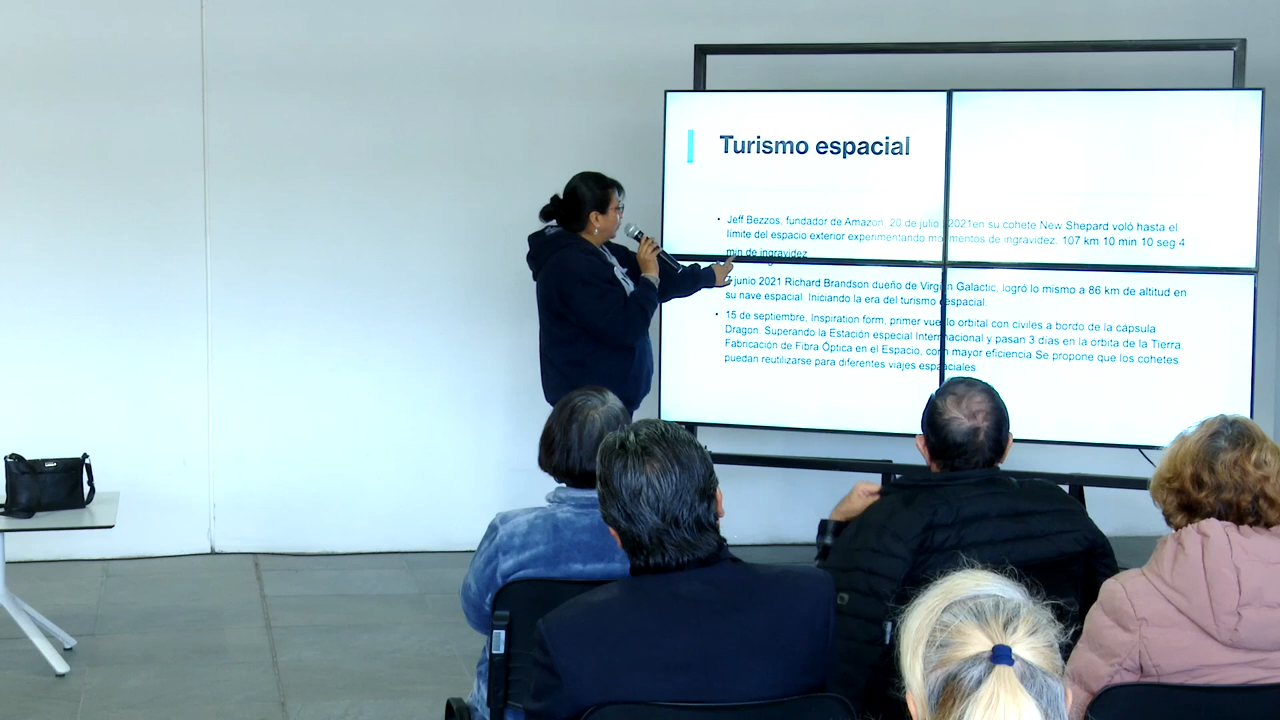 Turismo espacial
• Jeff Bezzos, fundador de Amazon, 20 de julio 2021en su cohete New Shepard voló hasta el
límite del espacio exterior experimentando momentos de ingravidez. 107 km 10 min 10 seg 4
min de ingravidez
junio 2021 Richard Brandson dueño de Virgin Galactic, logró lo mismo a 86 km de altitud en
su nave espacial. Iniciando la era del turismo espacial.
• 15 de septiembre, Inspiration form, primer vuelo orbital con civiles a bordo de la cápsula
Dragon. Superando la Estación especial Internacional y pasan 3 días en la órbita de la Tierra.
Fabricación de Fibra Óptica en el Espacio, con mayor eficiencia.Se propone que los cohetes
puedan reutilizarse para diferentes viajes espaciales